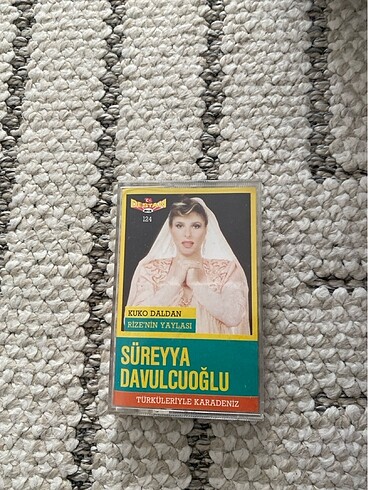 124
KUKO DALDAN
RİZE'NİN YAYLASI
SÜREYYA
DAVULCUOĞLU
TÜRKÜLERİYLE KARADENİZ